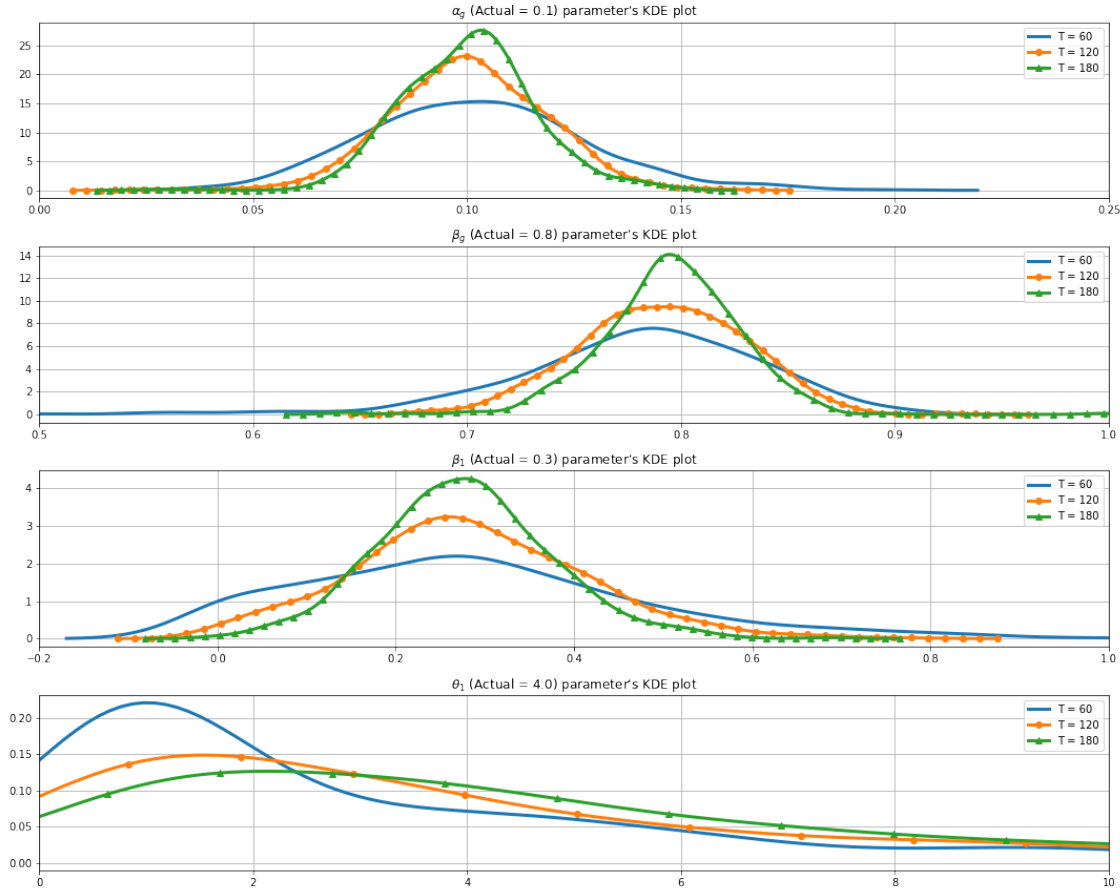 α_g (Actual = 0.1) parameter's KDE plot
25
20
15
10
5
0
0.00 0.05 0.10 0.15 0.20 0.25
T = 60
T = 120
T = 180
β_g (Actual = 0.8) parameter's KDE plot
14
12
10
8
6
4
2
0
0.5 0.6 0.7 0.8 0.9 1.0
T = 60
T = 120
T = 180
β₁ (Actual = 0.3) parameter's KDE plot
4
3
2
1
0
−0.2 0.0 0.2 0.4 0.6 0.8 1.0
T = 60
T = 120
T = 180
θ₁ (Actual = 4.0) parameter's KDE plot
0.20
0.15
0.10
0.05
0.00
0 2 4 6 8 10
T = 60
T = 120
T = 180